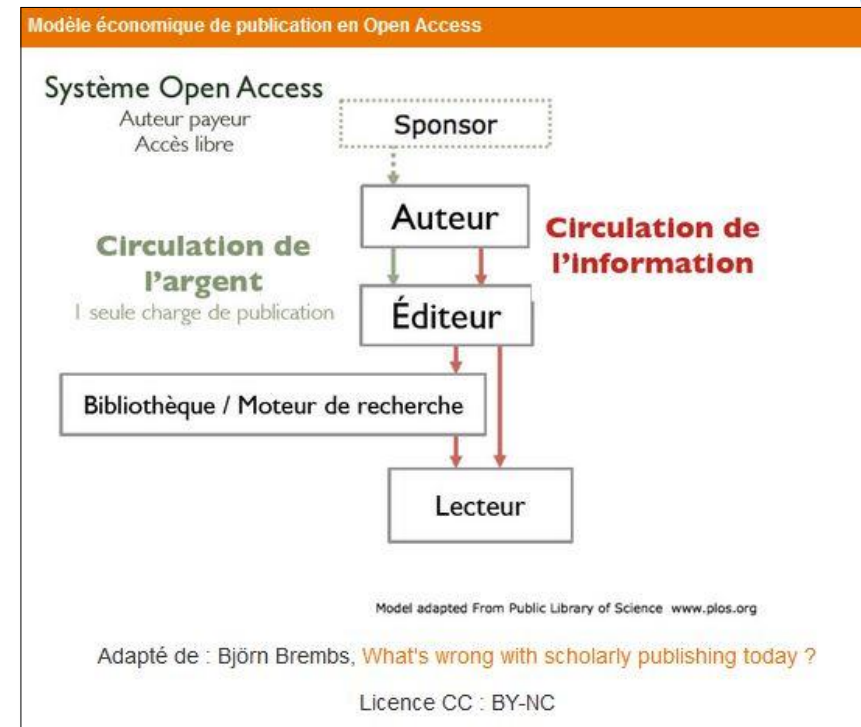 Modèle économique de publication en Open Access
Système Open Access
Auteur payeur
Accès libre
Sponsor
Auteur
Circulation de
l'argent
1 seule charge de publication
Circulation de
l'information
Éditeur
Bibliothèque / Moteur de recherche
Lecteur
Model adapted From Public Library of Science www.plos.org
Adapté de : Björn Brembs, What's wrong with scholarly publishing today ?
Licence CC : BY-NC